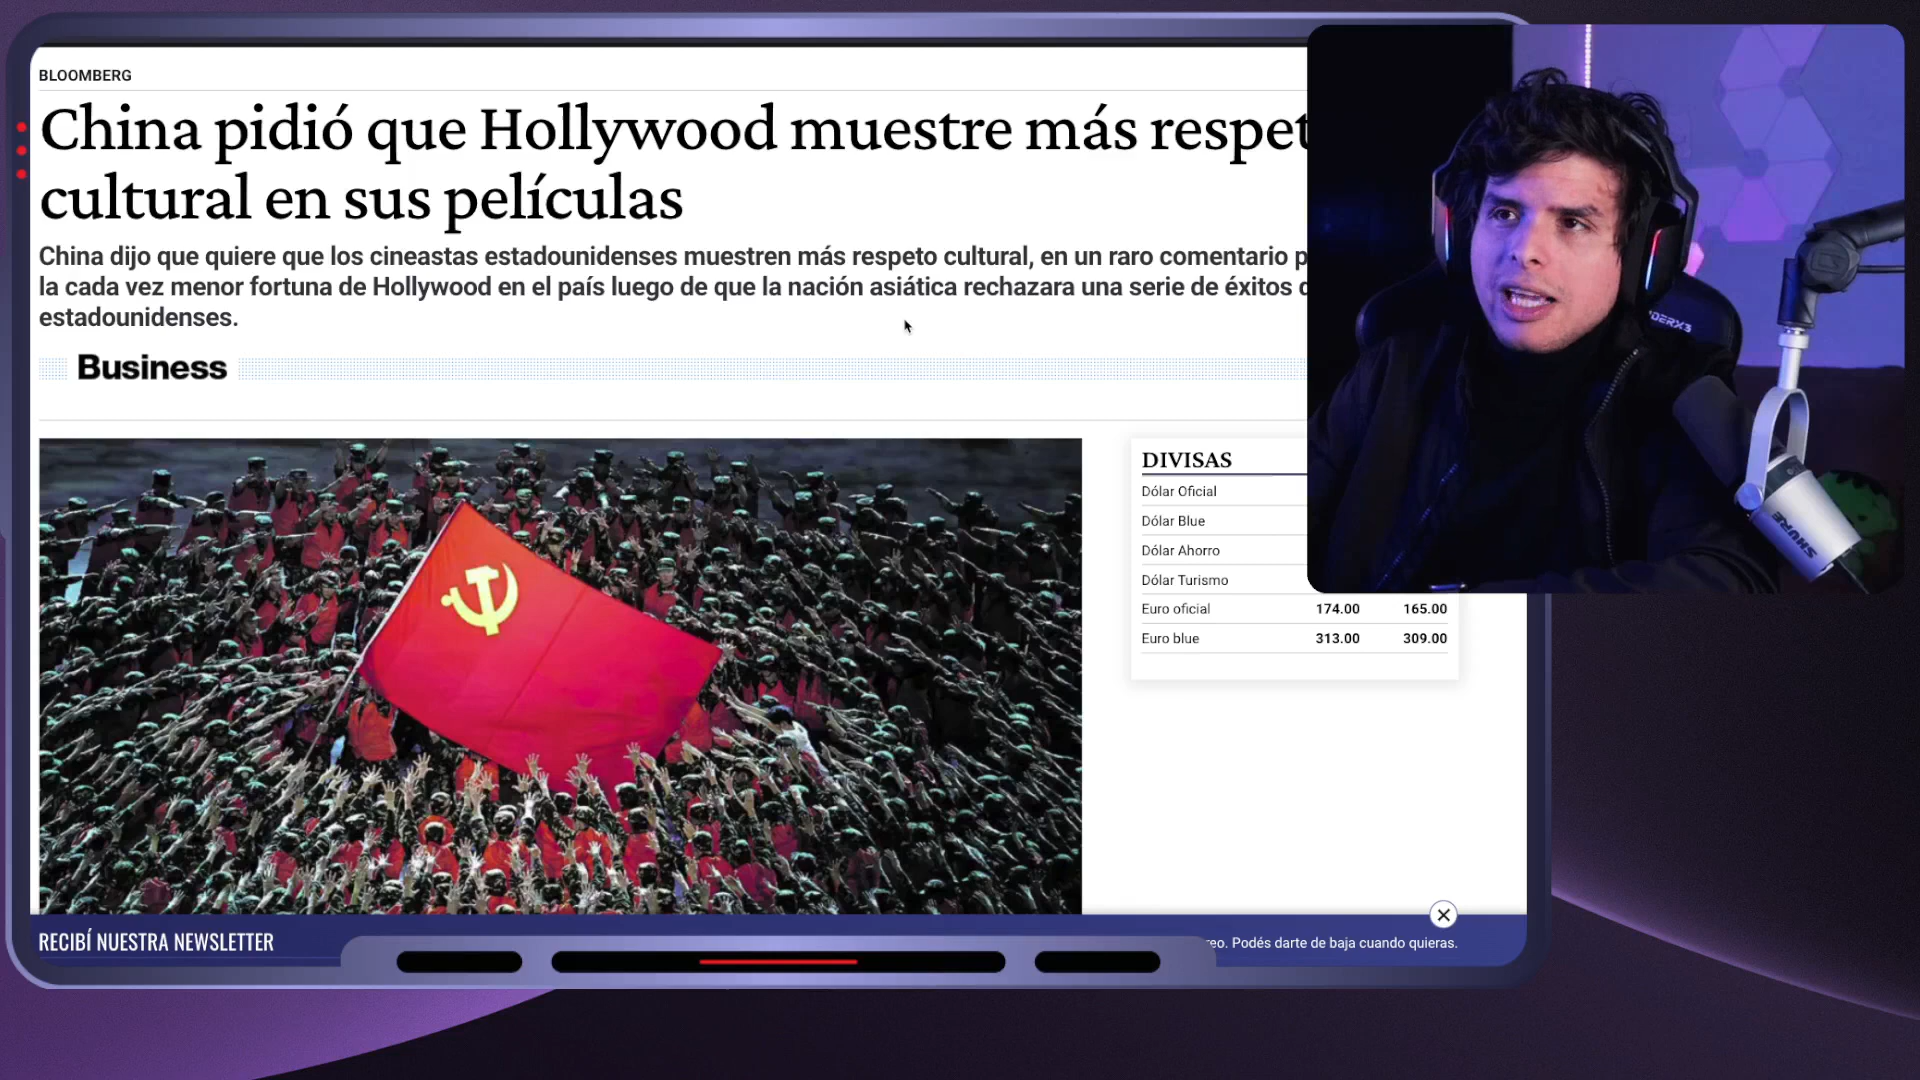 BLOOMBERG
China pidió que Hollywood muestre más respet
cultural en sus películas
China dijo que quiere que los cineastas estadounidenses muestren más respeto cultural, en un raro comentario
la cada vez menor fortuna de Hollywood en el país luego de que la nación asiática rechazara una serie de éxitos
estadounidenses.
Business
DIVISAS
Dólar Oficial
Dólar Blue
Dólar Ahorro
Dólar Turismo
Euro oficial 174.00 165.00
Euro blue 313.00 309.00
RECIBÍ NUESTRA NEWSLETTER
Podés darte de baja cuando quieras.
SHURE